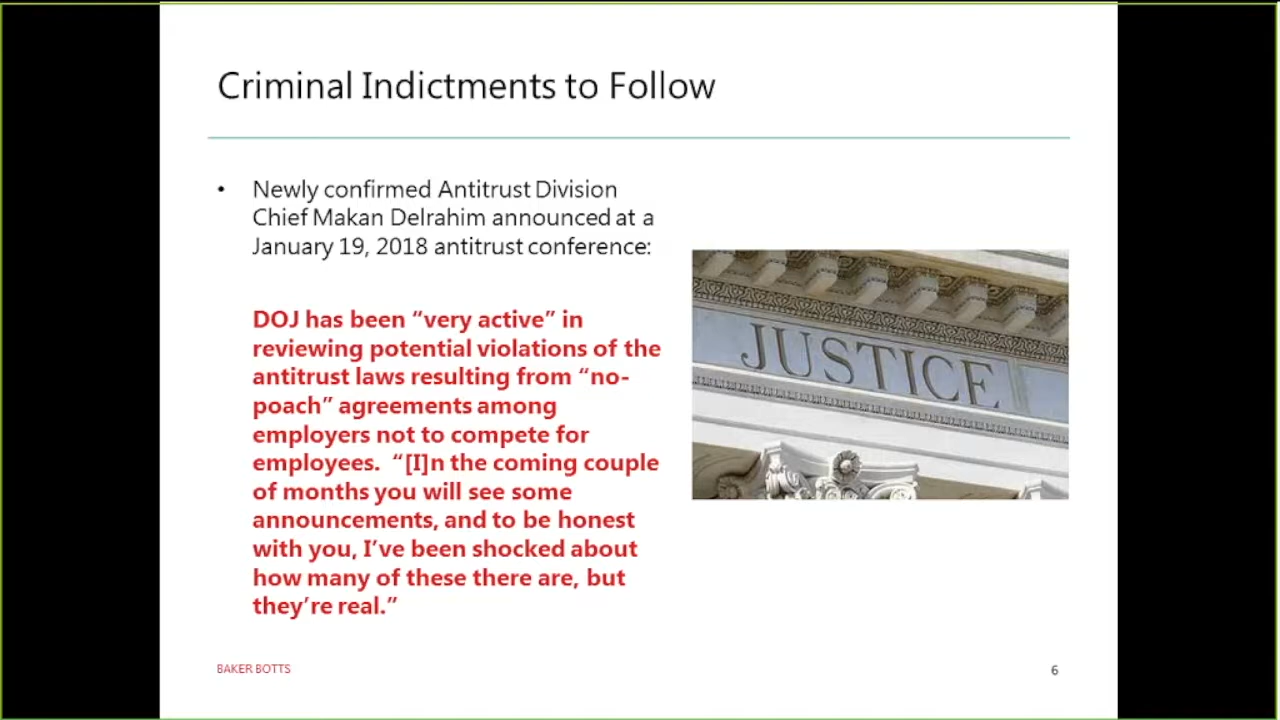 Criminal Indictments to Follow
• Newly confirmed Antitrust Division
Chief Makan Delrahim announced at a
January 19, 2018 antitrust conference:
DOJ has been “very active” in
reviewing potential violations of the
antitrust laws resulting from “no-
poach” agreements among
employers not to compete for
employees.  “[I]n the coming couple
of months you will see some
announcements, and to be honest
with you, I’ve been shocked about
how many of these there are, but
they’re real.”
JUSTICE
BAKER BOTTS
6